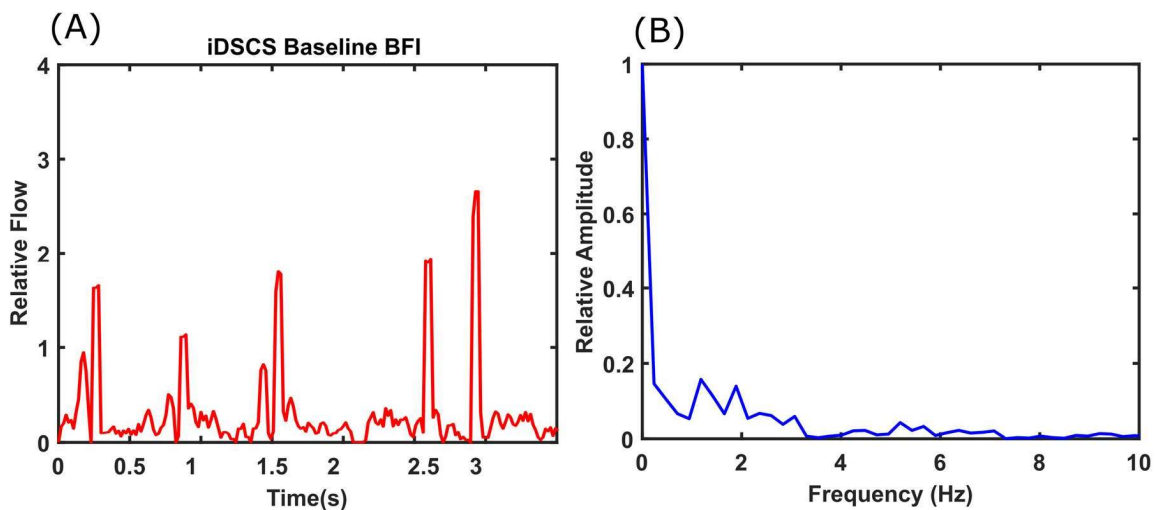 (A)
iDSCS Baseline BFI
4
3
2
1
0
Relative Flow
0 0.5 1 1.5 2 2.5 3
Time(s)
(B)
1
0.8
0.6
0.4
0.2
0
Relative Amplitude
0 2 4 6 8 10
Frequency (Hz)